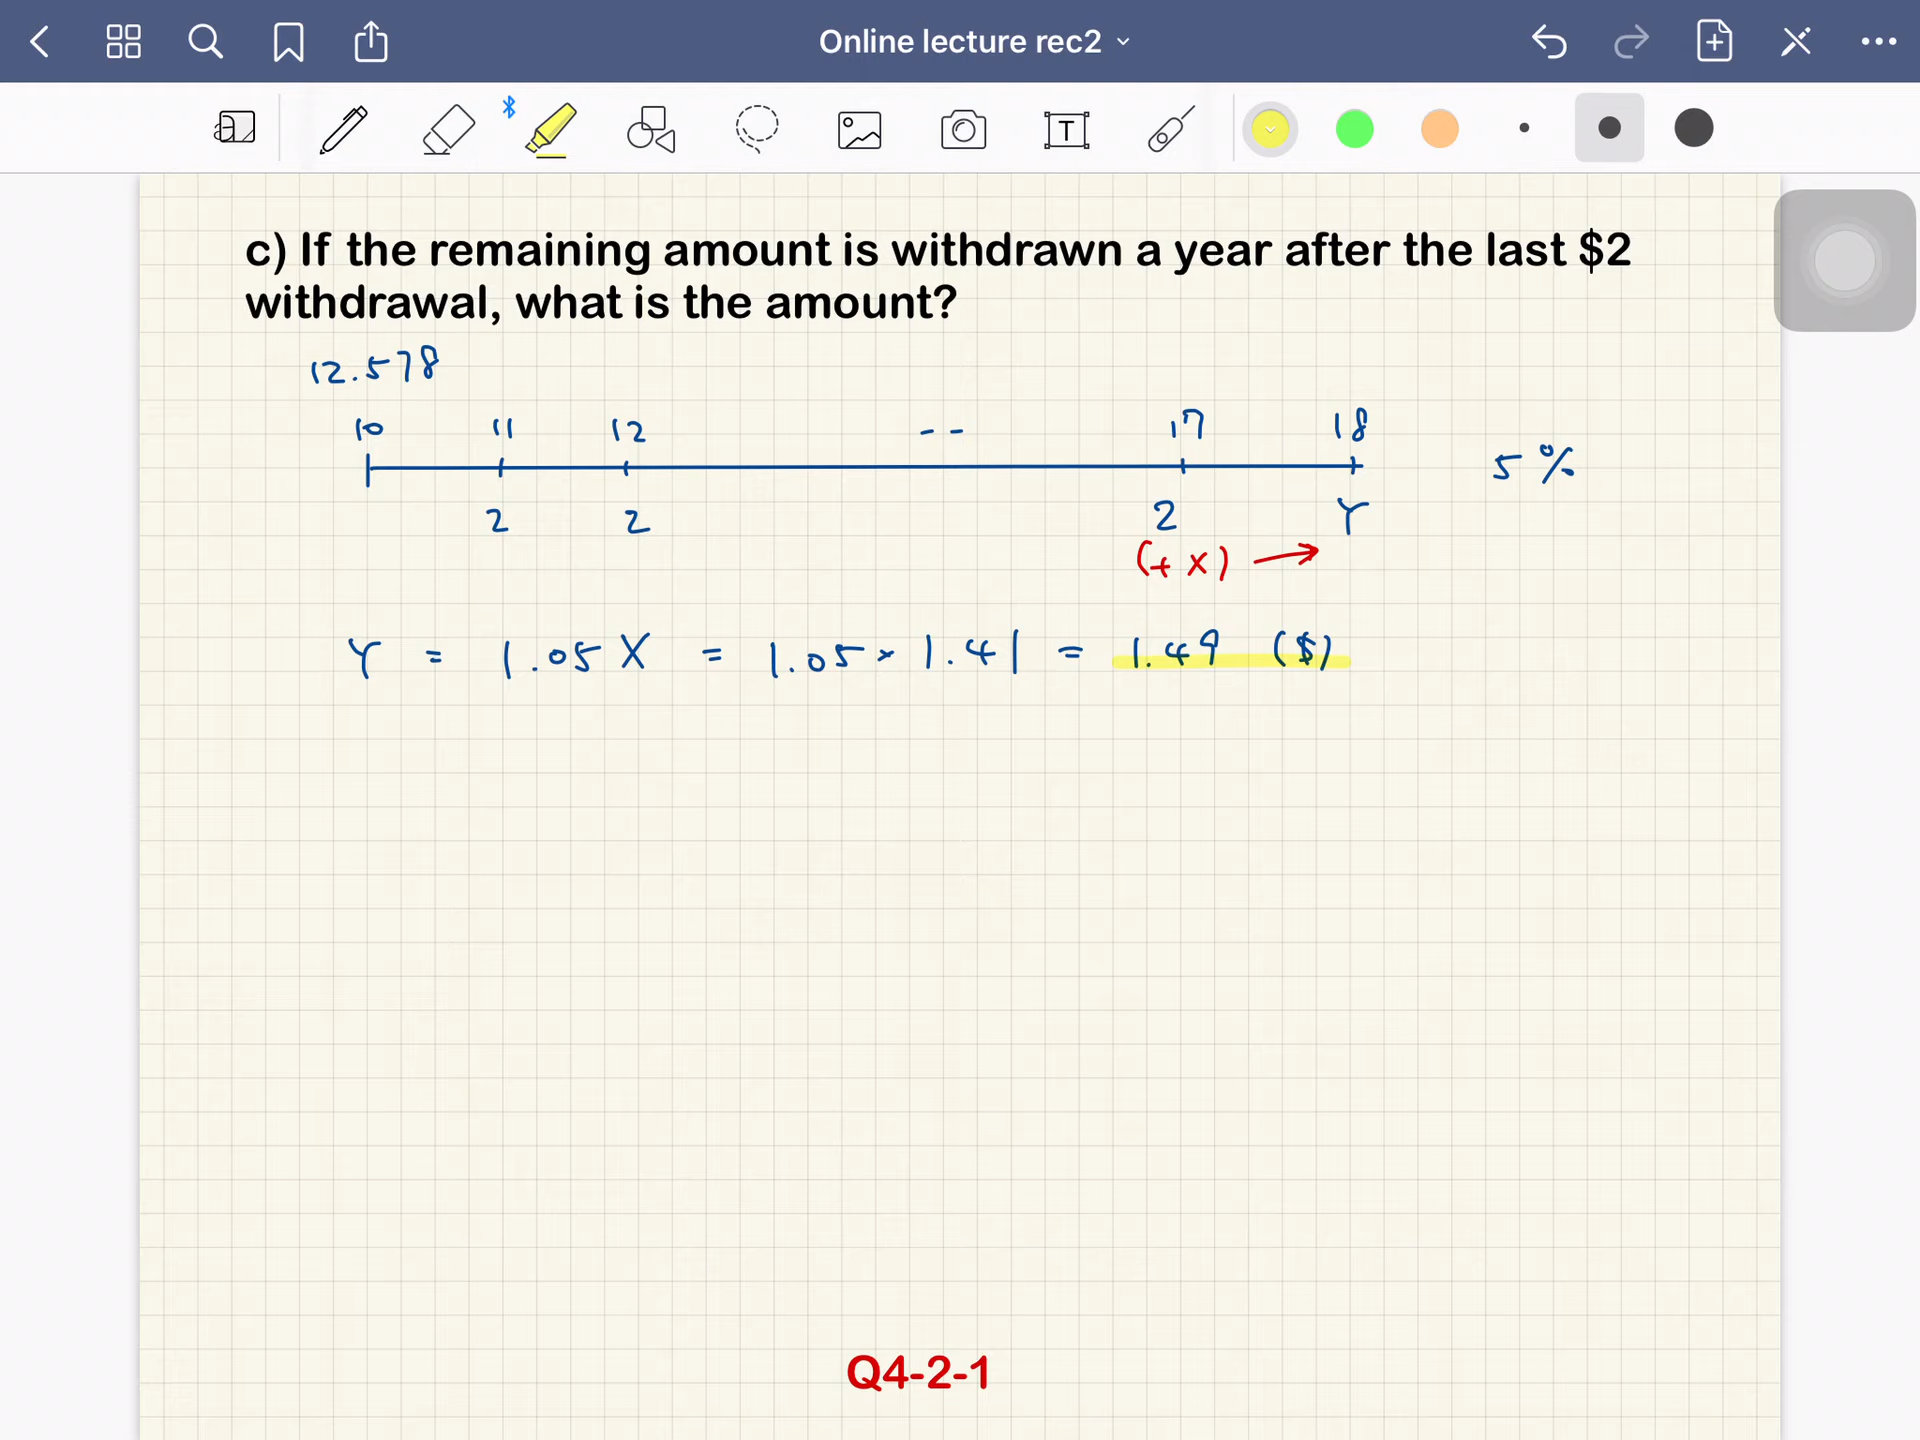 Online lecture rec2
a
T
c) If the remaining amount is withdrawn a year after the last $2
withdrawal, what is the amount?
12.578
10 11 12 -- 17 18
5 %
2 2 2 Y
(+ x) →
Y = 1.05 X = 1.05 × 1.41 = 1.49 ($)
Q4-2-1